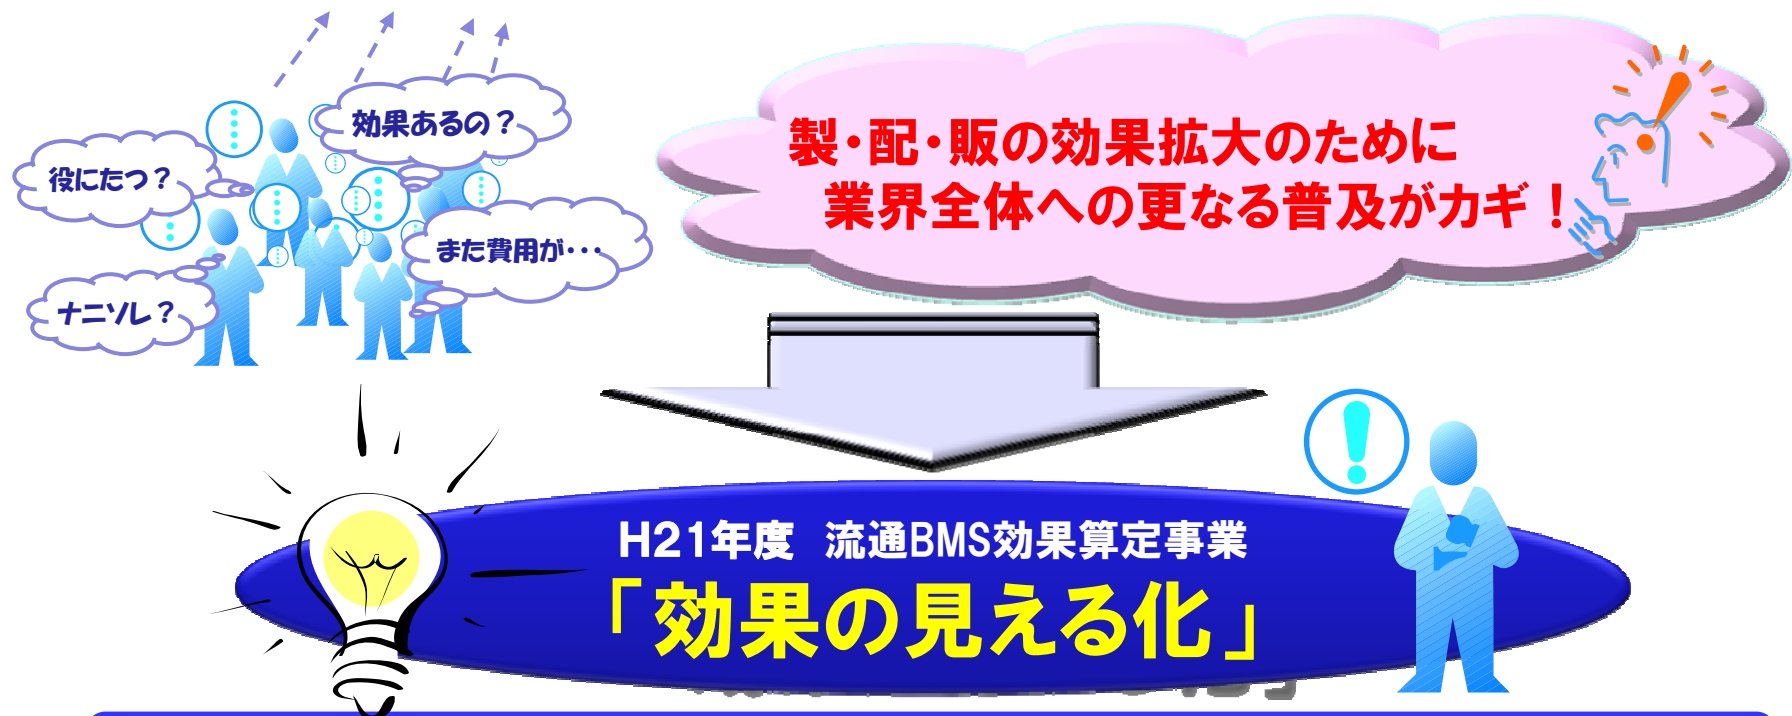 効果あるの？
役にたつ？
また費用が・・・
ナニソレ？
製・配・販の効果拡大のために
業界全体への更なる普及がカギ！
H21年度　流通BMS効果算定事業
「効果の見える化」